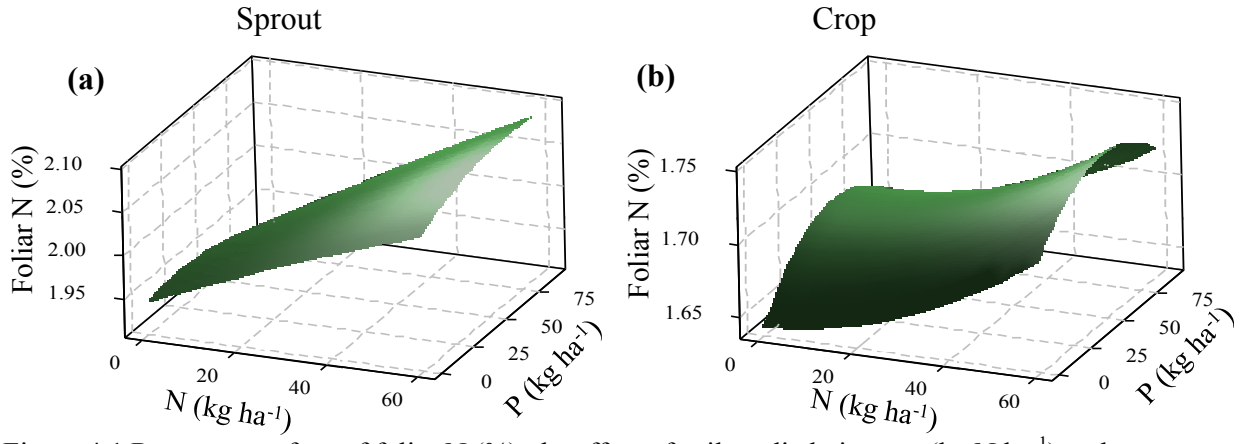 Sprout
Crop
(a)
(b)
Foliar N (%)
2.10
2.05
2.00
1.95
0
20
40
60
N (kg ha-1)
0
25
50
75
P (kg ha-1)
Foliar N (%)
1.75
1.70
1.65
0
20
40
60
N (kg ha-1)
0
25
50
75
P (kg ha-1)